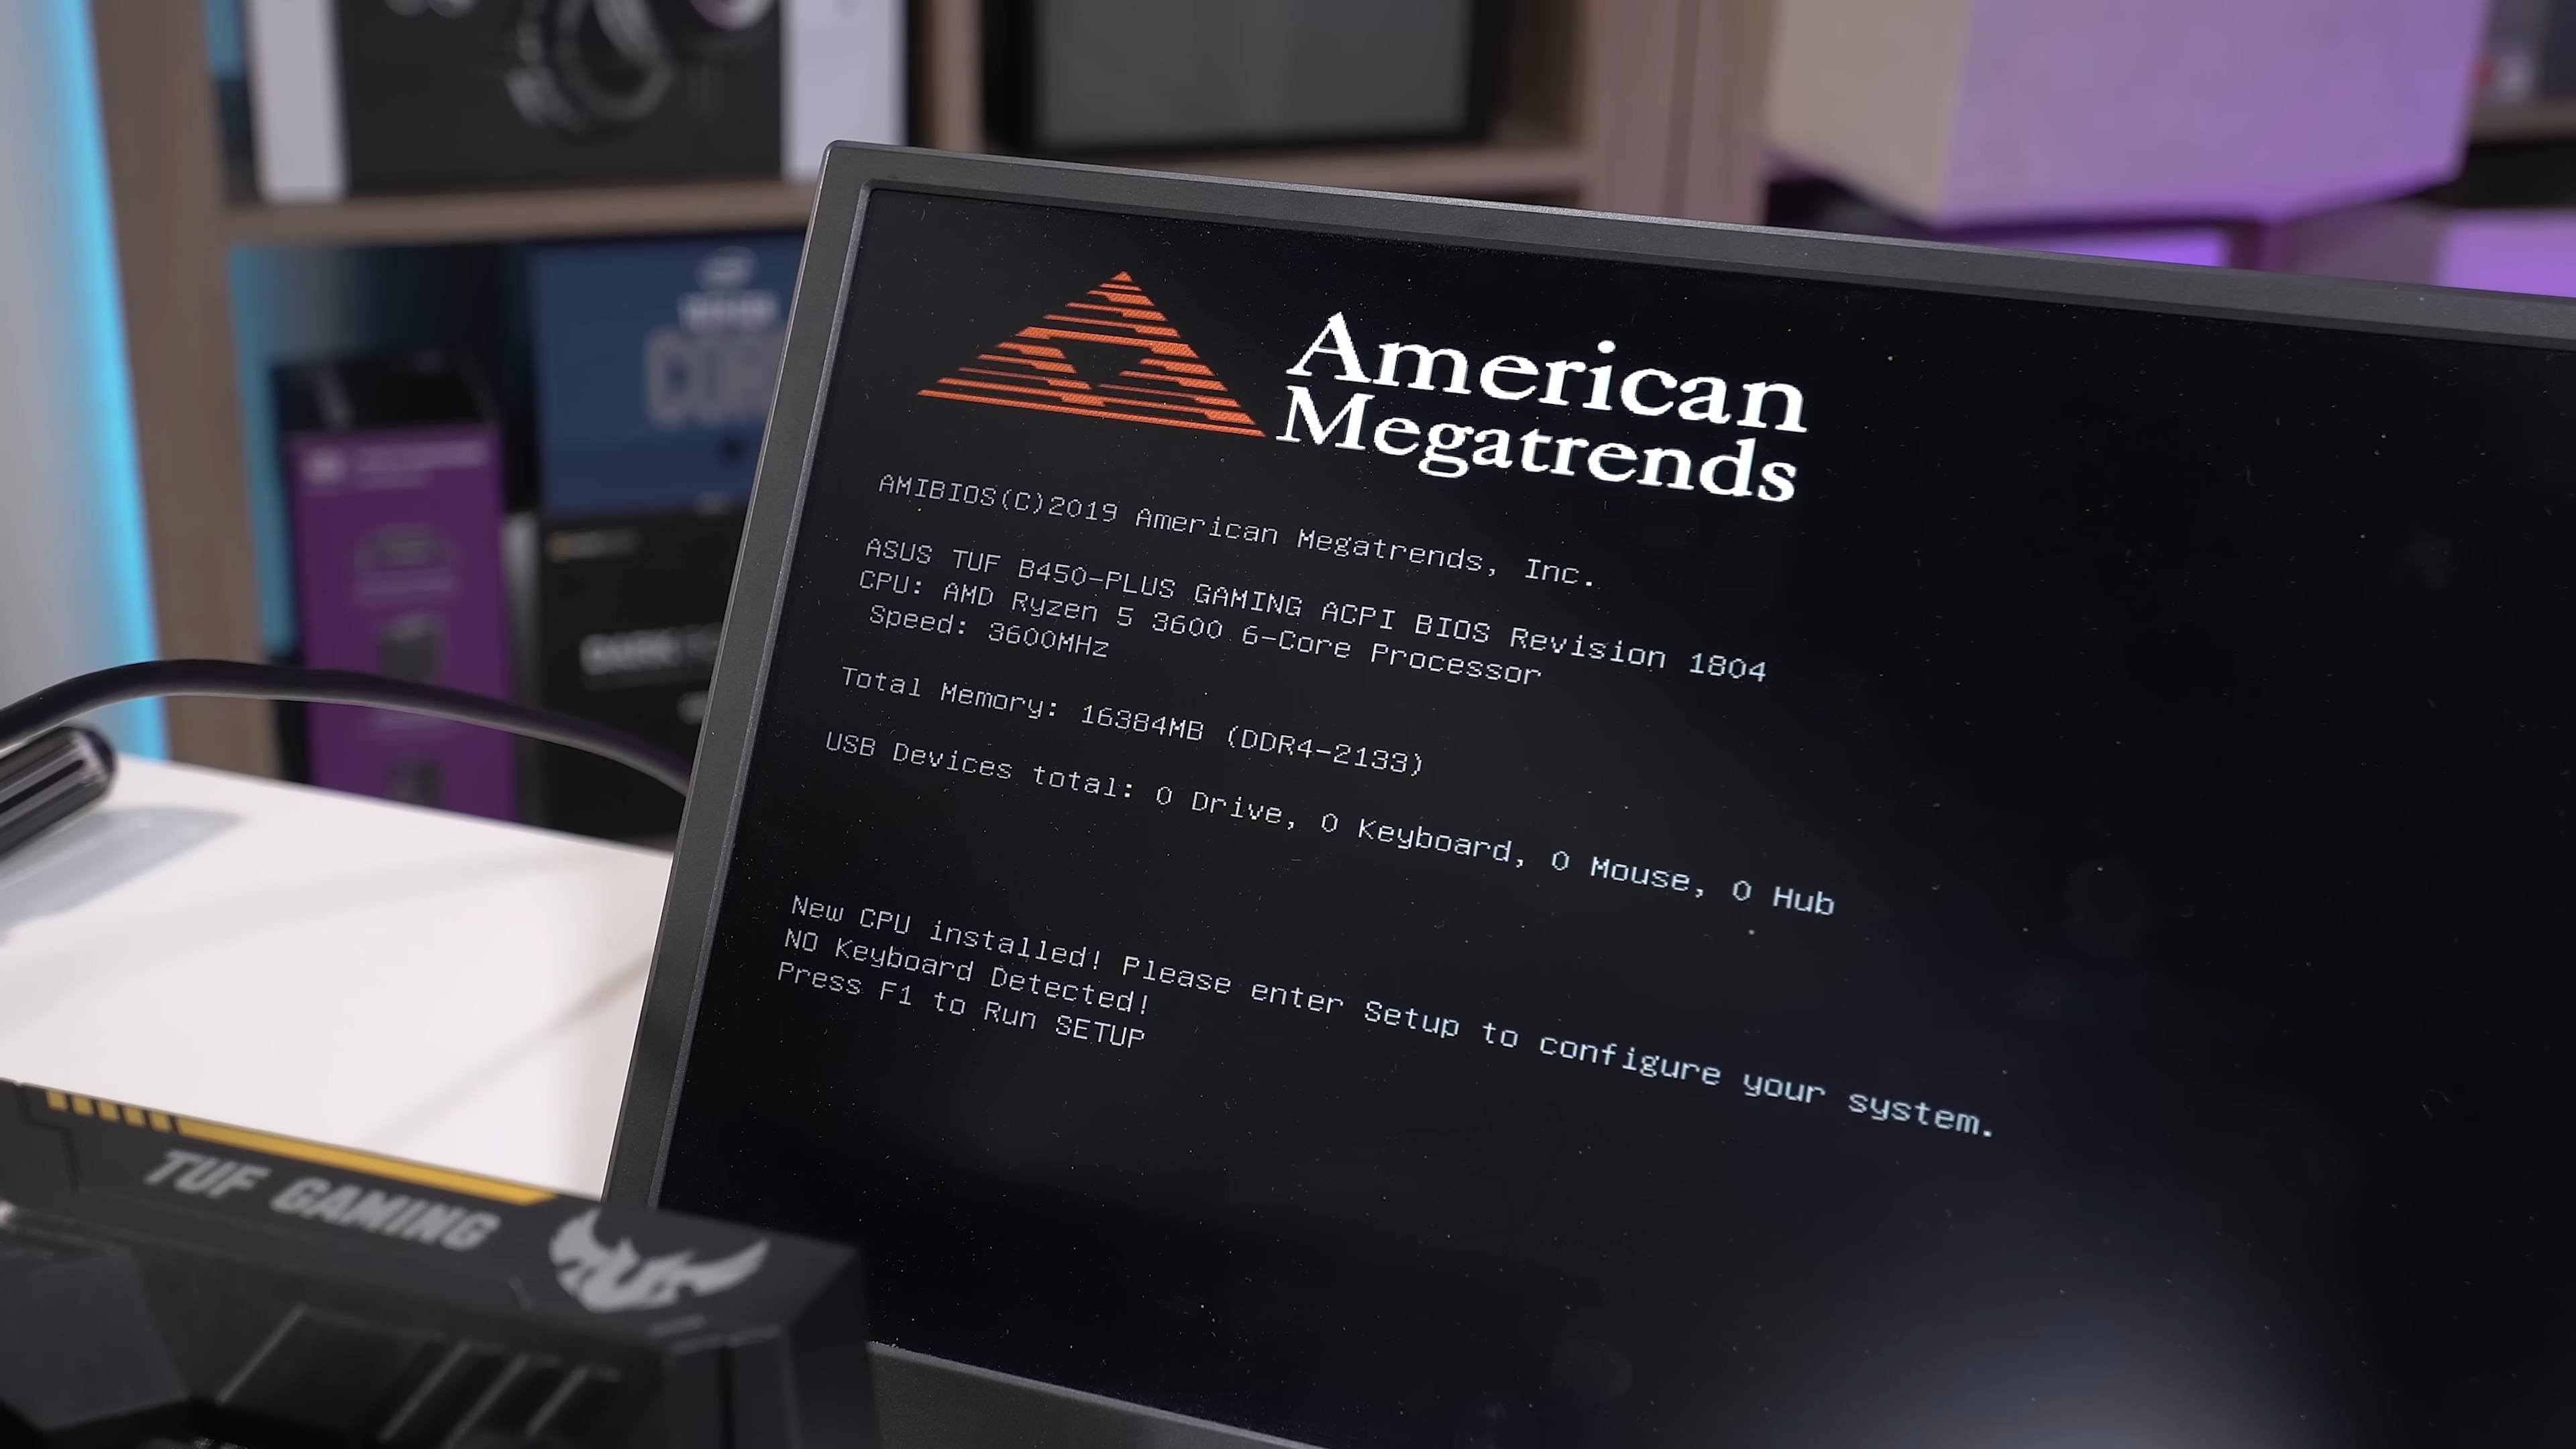 American
Megatrends
AMIBIOS(C)2019 American Megatrends, Inc.
ASUS TUF B450-PLUS GAMING ACPI BIOS Revision 1804
CPU: AMD Ryzen 5 3600 6-Core Processor
Speed: 3600MHz
Total Memory: 16384MB (DDR4-2133)
USB Devices total: 0 Drive, 0 Keyboard, 0 Mouse, 0 Hub
New CPU installed! Please enter Setup to configure your system.
NO Keyboard Detected!
Press F1 to Run SETUP
TUF GAMING